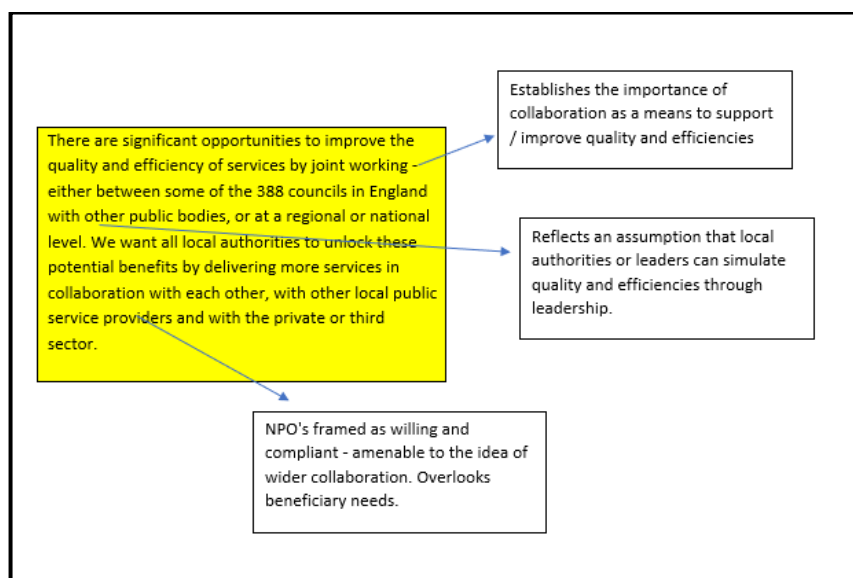 Establishes the importance of
collaboration as a means to support
/ improve quality and efficiencies
There are significant opportunities to improve the
quality and efficiency of services by joint working -
either between some of the 388 councils in England
with other public bodies, or at a regional or national
level. We want all local authorities to unlock these
potential benefits by delivering more services in
collaboration with each other, with other local public
service providers and with the private or third
sector.
Reflects an assumption that local
authorities or leaders can simulate
quality and efficiencies through
leadership.
NPO's framed as willing and
compliant - amenable to the idea of
wider collaboration. Overlooks
beneficiary needs.